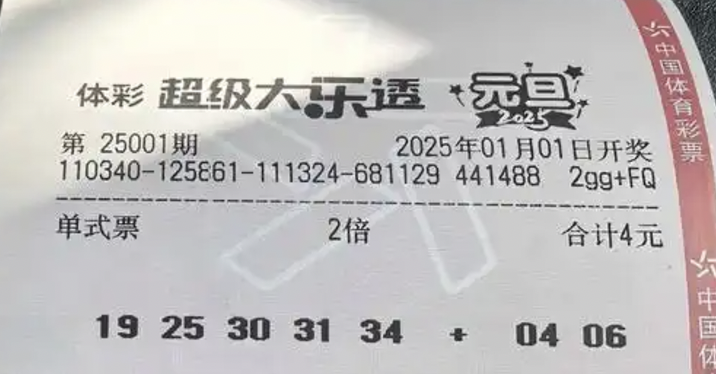 体彩 超级大乐透 元旦
2025
第 25001期 2025年01月01日开奖
110340-125861-111324-681129 441488 2gg+FQ
单式票 2倍 合计4元
19 25 30 31 34 + 04 06
中国体育彩票
中国体